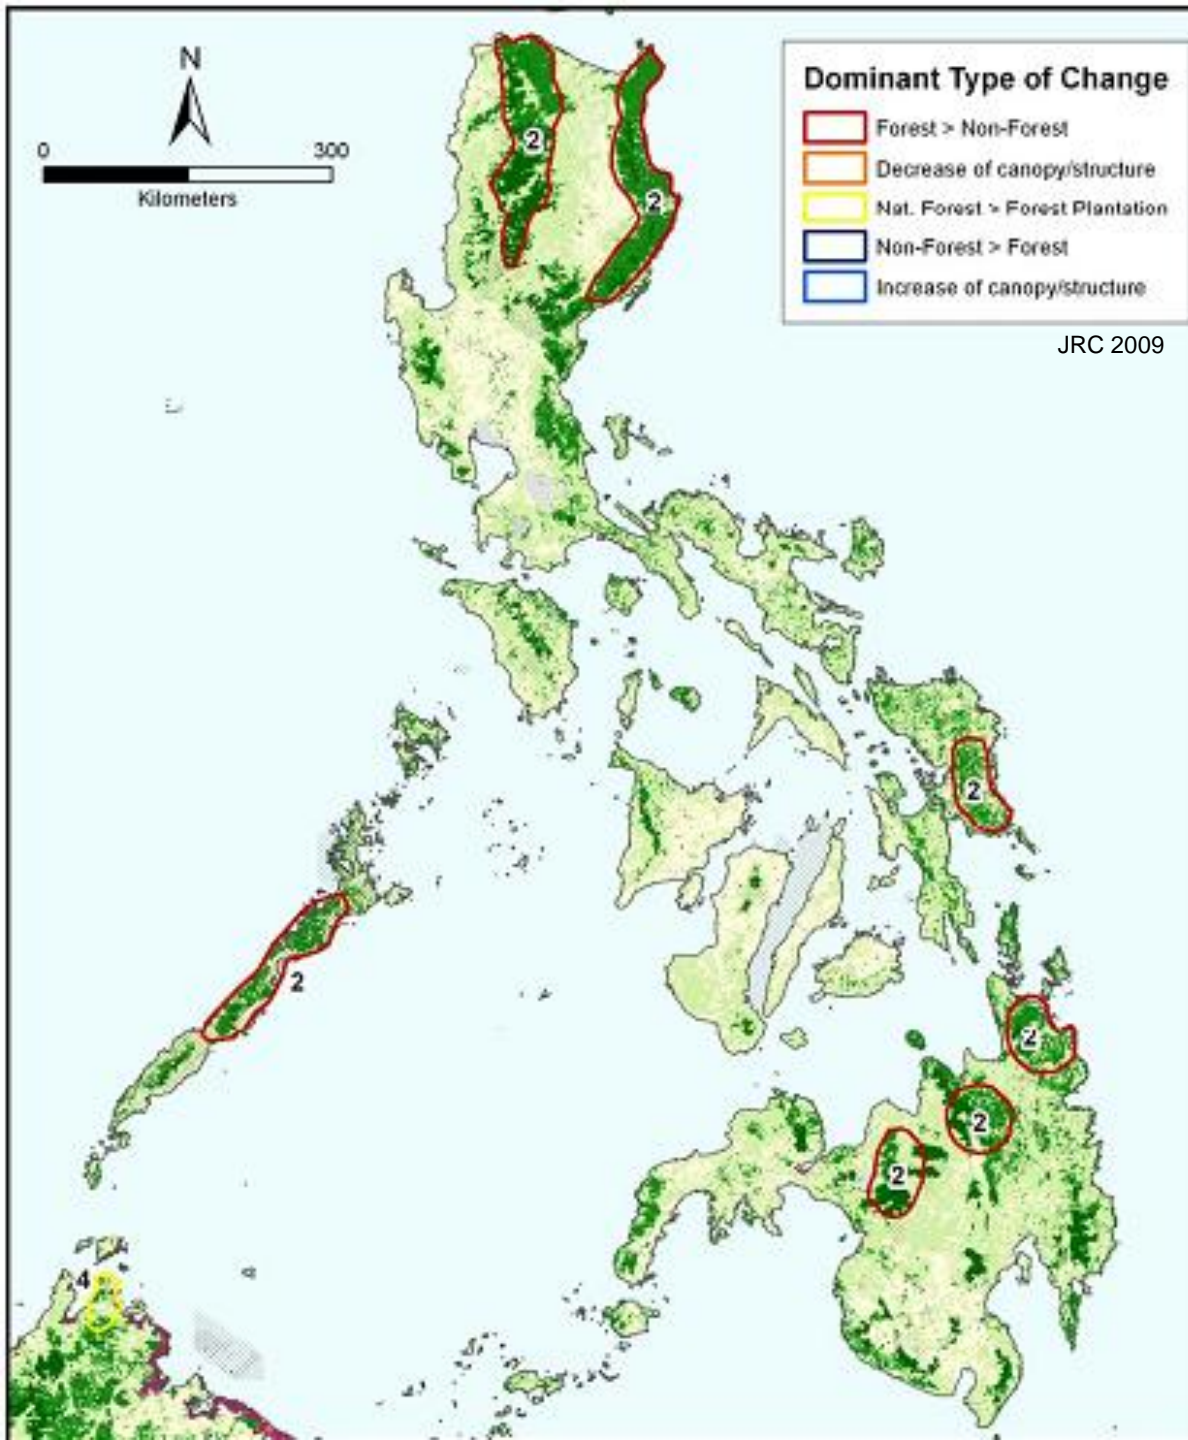 N
0 300
Kilometers
Dominant Type of Change
Forest > Non-Forest
Decrease of canopy/structure
Nat. Forest > Forest Plantation
Non-Forest > Forest
Increase of canopy/structure
JRC 2009
2
2
2
2
2
2
2
4